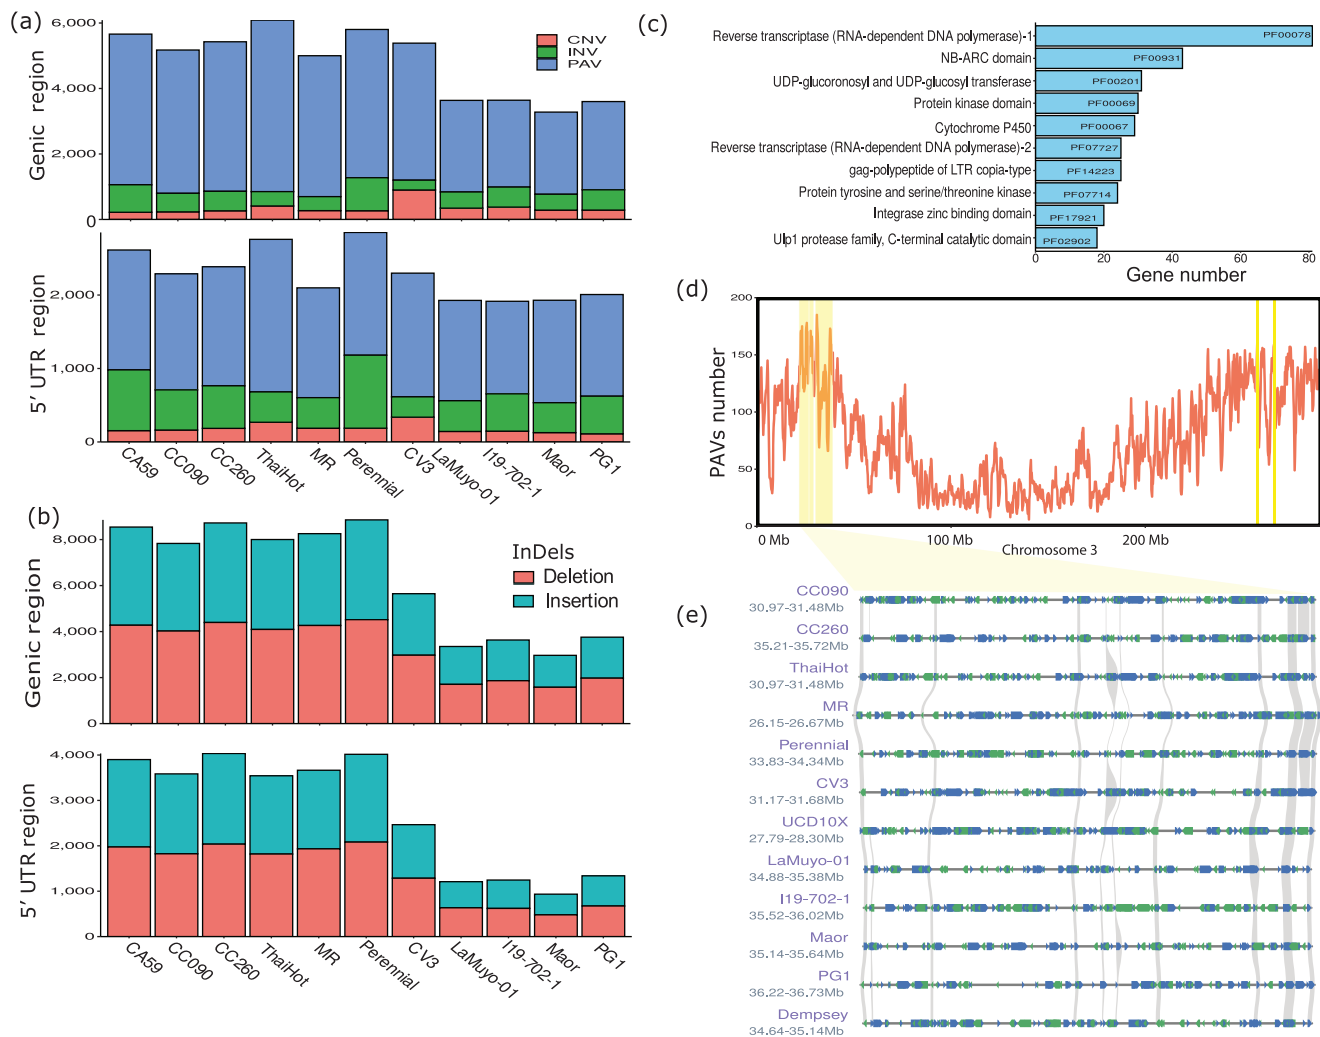 (a)
6,000
4,000
2,000
0
Genic region
CNV
INV
PAV
2,000
1,000
0
5' UTR region
CA59
CC090
CC260
ThaiHot
MR
Perennial
CV3
LaMuyo-01
I19-702-1
Maor
PG1
(b)
8,000
6,000
4,000
2,000
0
Genic region
InDels
Deletion
Insertion
4,000
3,000
2,000
1,000
0
5' UTR region
CA59
CC090
CC260
ThaiHot
MR
Perennial
CV3
LaMuyo-01
I19-702-1
Maor
PG1
(c)
Reverse transcriptase (RNA-dependent DNA polymerase)-1 PF00078
NB-ARC domain PF00931
UDP-glucoronosyl and UDP-glucosyl transferase PF00201
Protein kinase domain PF00069
Cytochrome P450 PF00067
Reverse transcriptase (RNA-dependent DNA polymerase)-2 PF07727
gag-polypeptide of LTR copia-type PF14223
Protein tyrosine and serine/threonine kinase PF07714
Integrase zinc binding domain PF17921
Ulp1 protease family, C-terminal catalytic domain PF02902
0 20 40 60 80
Gene number
(d)
200
150
100
50
0
PAVs number
0 Mb 100 Mb 200 Mb
Chromosome 3
(e)
CC090
30.97-31.48Mb
CC260
35.21-35.72Mb
ThaiHot
30.97-31.48Mb
MR
26.15-26.67Mb
Perennial
33.83-34.34Mb
CV3
31.17-31.68Mb
UCD10X
27.79-28.30Mb
LaMuyo-01
34.88-35.38Mb
I19-702-1
35.52-36.02Mb
Maor
35.14-35.64Mb
PG1
36.22-36.73Mb
Dempsey
34.64-35.14Mb